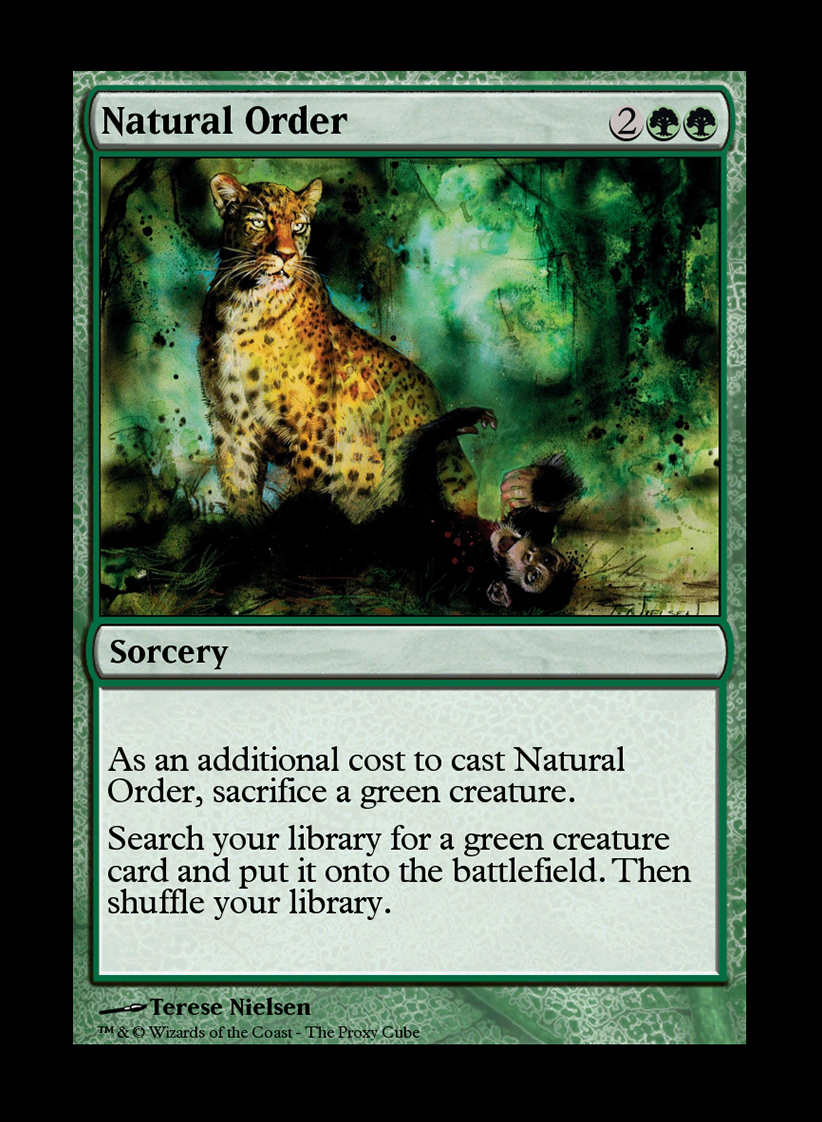 Natural Order 2
Sorcery
As an additional cost to cast Natural
Order, sacrifice a green creature.
Search your library for a green creature
card and put it onto the battlefield. Then
shuffle your library.
Terese Nielsen
™ & © Wizards of the Coast - The Proxy Cube